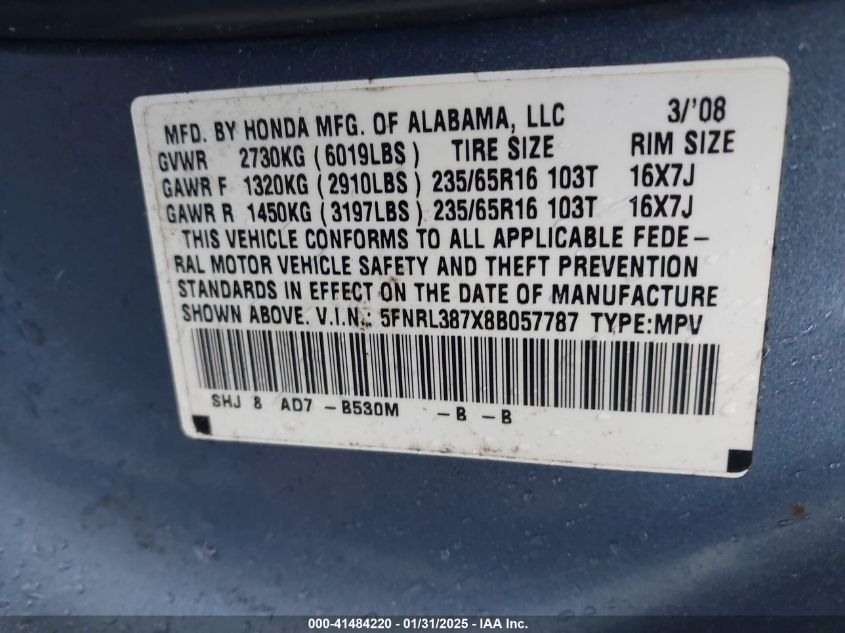 MFD. BY HONDA MFG. OF ALABAMA, LLC 3/'08
GVWR 2730KG (6019LBS) TIRE SIZE RIM SIZE
GAWR F 1320KG (2910LBS) 235/65R16 103T 16X7J
GAWR R 1450KG (3197LBS) 235/65R16 103T 16X7J
THIS VEHICLE CONFORMS TO ALL APPLICABLE FEDE-
RAL MOTOR VEHICLE SAFETY AND THEFT PREVENTION
STANDARDS IN EFFECT ON THE DATE OF MANUFACTURE
SHOWN ABOVE. V.I.N.: 5FNRL387X8B057787 TYPE:MPV
SHJ 8 AD7 -B530M -B -B
000-41484220 - 01/31/2025 - IAA Inc.